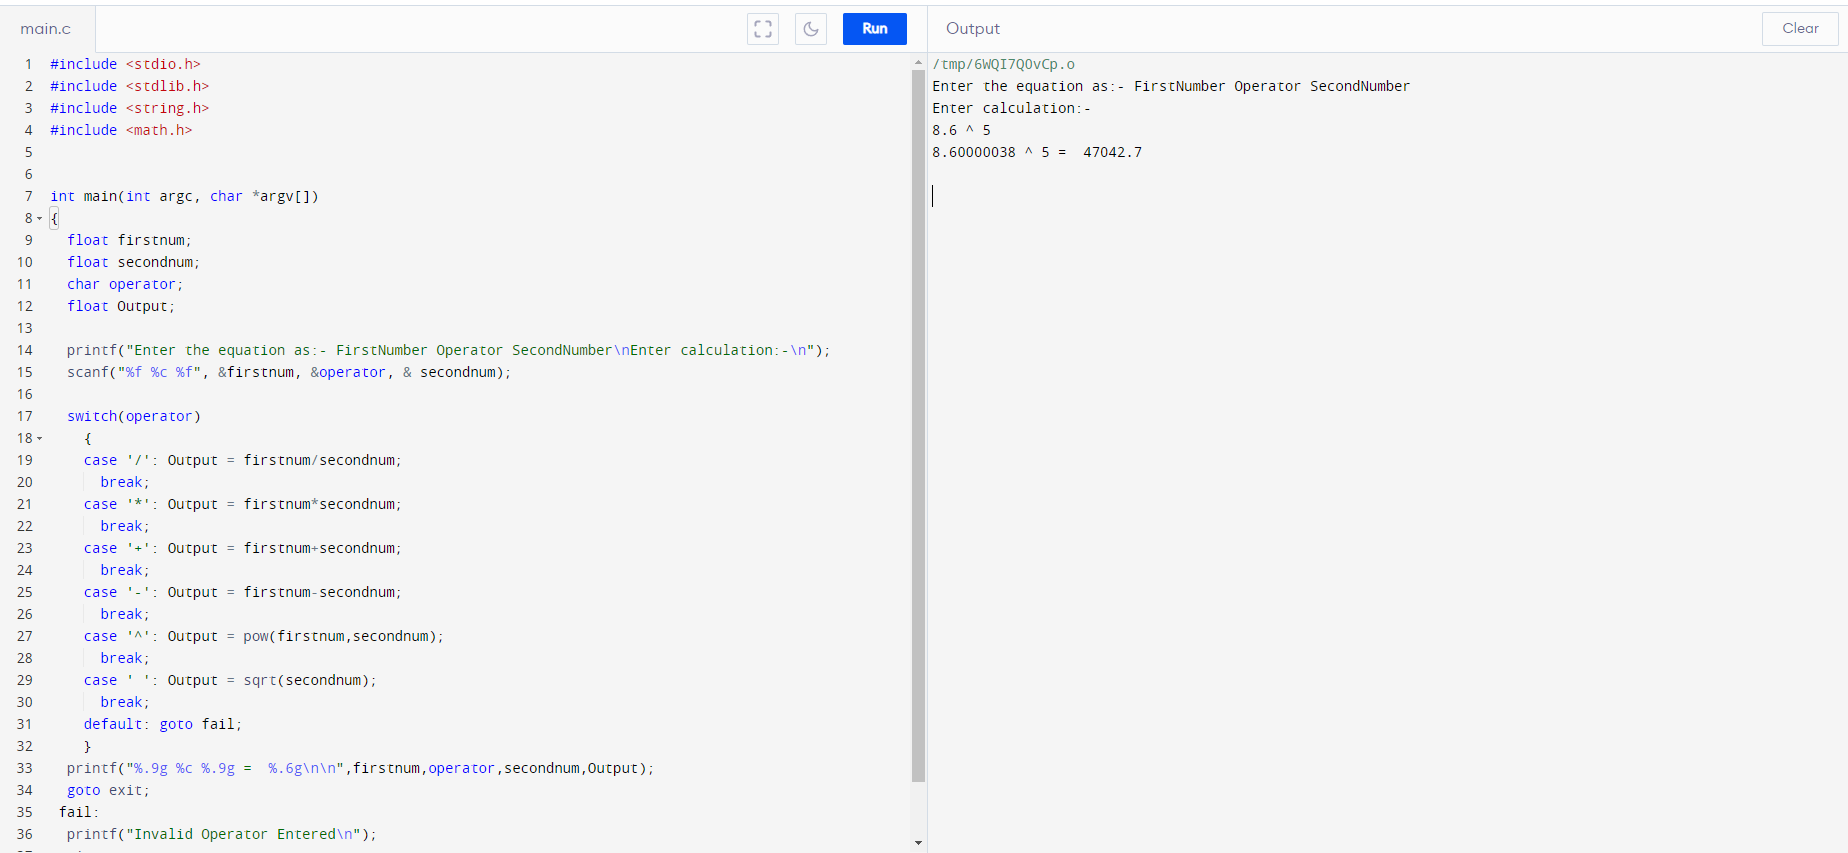 main.c
Run
Output
Clear
1 #include <stdio.h>
2 #include <stdlib.h>
3 #include <string.h>
4 #include <math.h>
5
6
7 int main(int argc, char *argv[])
8 {
9 float firstnum;
10 float secondnum;
11 char operator;
12 float Output;
13
14 printf("Enter the equation as:- FirstNumber Operator SecondNumber\nEnter calculation:-\n");
15 scanf("%f %c %f", &firstnum, &operator, & secondnum);
16
17 switch(operator)
18 {
19 case '/': Output = firstnum/secondnum;
20 break;
21 case '*': Output = firstnum*secondnum;
22 break;
23 case '+': Output = firstnum+secondnum;
24 break;
25 case '-': Output = firstnum-secondnum;
26 break;
27 case '^': Output = pow(firstnum,secondnum);
28 break;
29 case ' ': Output = sqrt(secondnum);
30 break;
31 default: goto fail;
32 }
33 printf("%.9g %c %.9g =  %.6g\n\n",firstnum,operator,secondnum,Output);
34 goto exit;
35 fail:
36 printf("Invalid Operator Entered\n");
/tmp/6WQI7Q0vCp.o
Enter the equation as:- FirstNumber Operator SecondNumber
Enter calculation:-
8.6 ^ 5
8.60000038 ^ 5 =  47042.7